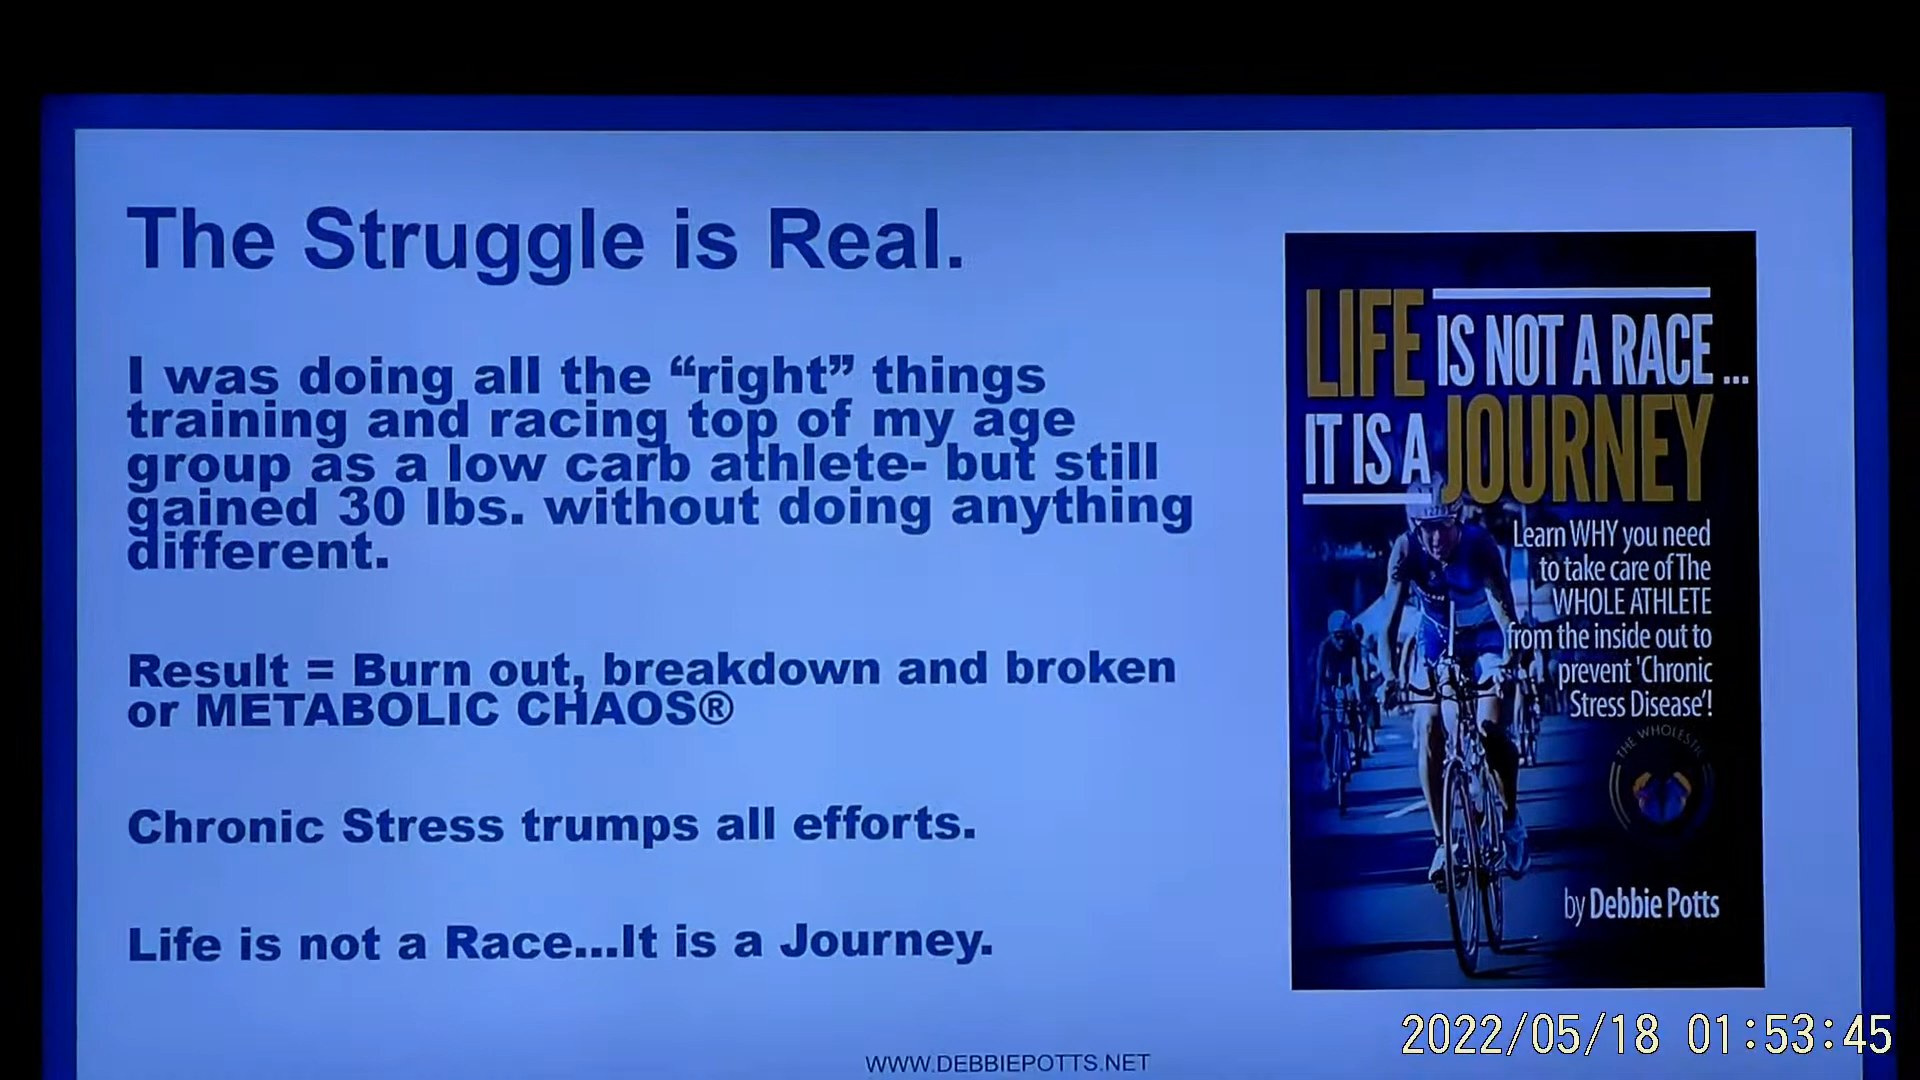 The Struggle is Real.
I was doing all the “right” things
training and racing top of my age
group as a low carb athlete- but still
gained 30 lbs. without doing anything
different.
Result = Burn out, breakdown and broken
or METABOLIC CHAOS®
Chronic Stress trumps all efforts.
Life is not a Race...It is a Journey.
WWW.DEBBIEPOTTS.NET
LIFE IS NOT A RACE ...
IT IS A JOURNEY
Learn WHY you need
to take care of The
WHOLE ATHLETE
from the inside out to
prevent 'Chronic
Stress Disease'!
by Debbie Potts
2022/05/18 01:53:45